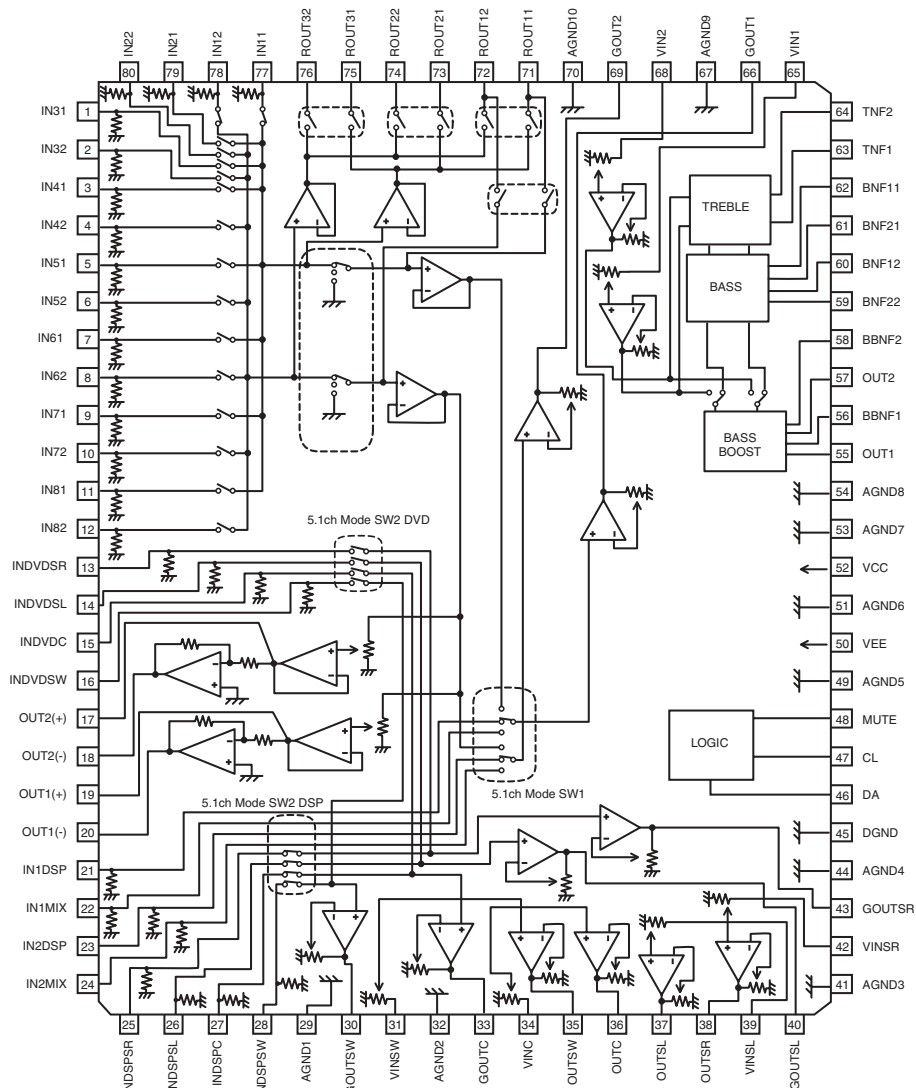 IN22 IN21 IN12 IN11 ROUT32 ROUT31 ROUT22 ROUT21 ROUT12 ROUT11 AGND10 GOUT2 VIN2 AGND9 GOUT1 VIN1
80 79 78 77 76 75 74 73 72 71 70 69 68 67 66 65
IN31 1
IN32 2
IN41 3
IN42 4
IN51 5
IN52 6
IN61 7
IN62 8
IN71 9
IN72 10
IN81 11
IN82 12
INDVDSR 13
INDVDSL 14
INDVDC 15
INDVDSW 16
OUT2(+) 17
OUT2(-) 18
OUT1(+) 19
OUT1(-) 20
IN1DSP 21
IN1MIX 22
IN2DSP 23
IN2MIX 24
64 TNF2
63 TNF1
62 BNF11
61 BNF21
60 BNF12
59 BNF22
58 BBNF2
57 OUT2
56 BBNF1
55 OUT1
54 AGND8
53 AGND7
52 VCC
51 AGND6
50 VEE
49 AGND5
48 MUTE
47 CL
46 DA
45 DGND
44 AGND4
43 GOUTSR
42 VINSR
41 AGND3
TREBLE
BASS
BASS
BOOST
LOGIC
5.1ch Mode SW2 DVD
5.1ch Mode SW1
5.1ch Mode SW2 DSP
25 26 27 28 29 30 31 32 33 34 35 36 37 38 39 40
NDSPSR NDSPSL INDSPC INDSPSW AGND1 GOUTSW VINSW AGND2 GOUTC VINC OUTSW OUTC OUTSL OUTSR VINSL GOUTSL